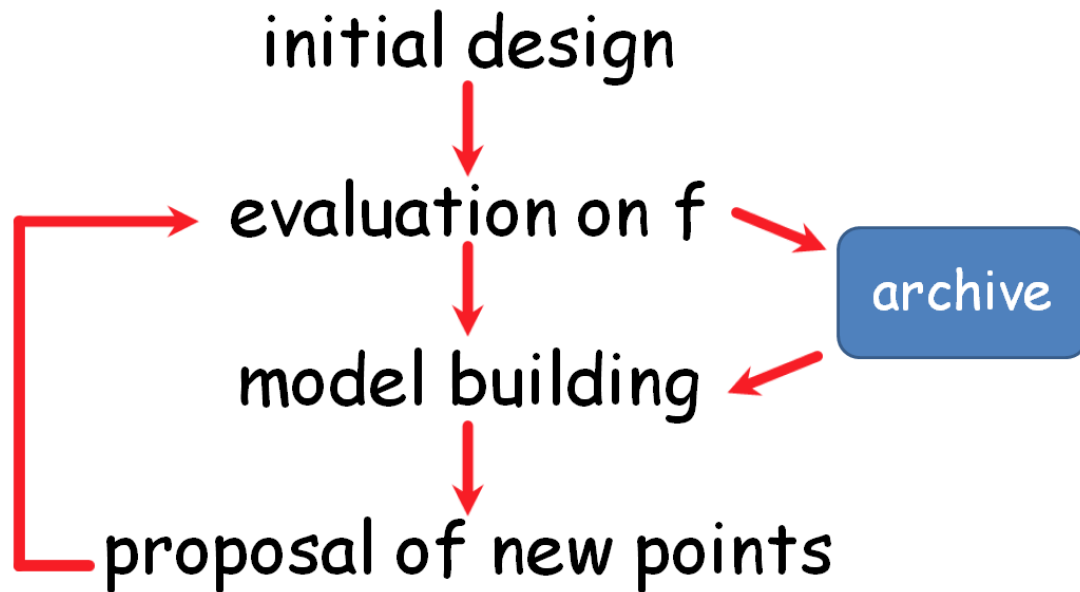 initial design
evaluation on f
archive
model building
proposal of new points